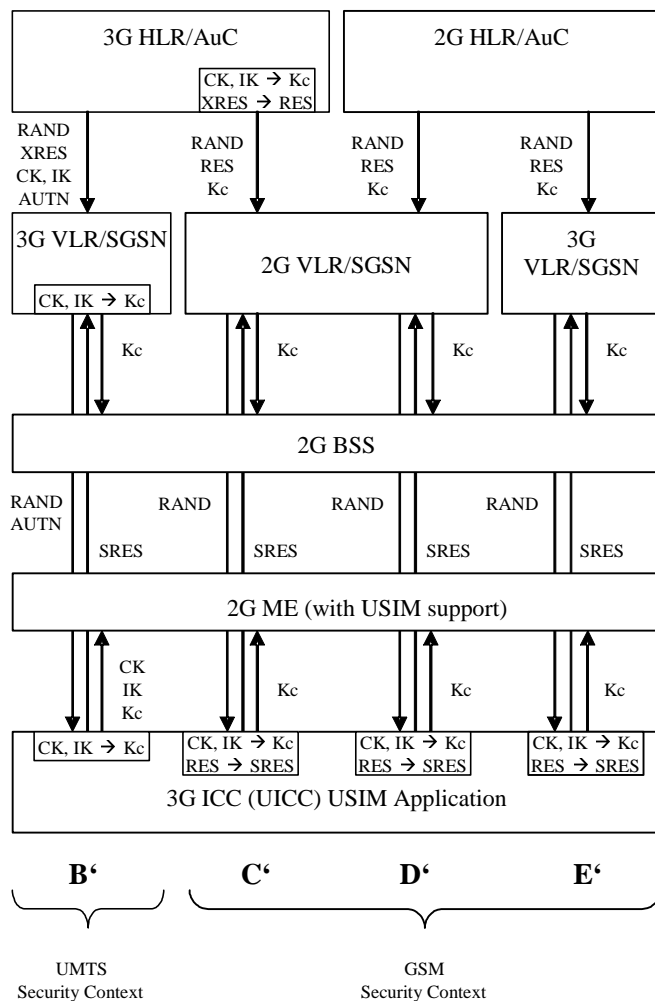 3G HLR/AuC
2G HLR/AuC
CK, IK → Kc
XRES → RES
RAND
XRES
CK, IK
AUTN
RAND
RES
Kc
RAND
RES
Kc
RAND
RES
Kc
3G VLR/SGSN
CK, IK → Kc
2G VLR/SGSN
3G
VLR/SGSN
Kc
Kc
Kc
Kc
2G BSS
RAND
AUTN
RAND
RAND
RAND
SRES
SRES
SRES
SRES
2G ME (with USIM support)
CK
IK
Kc
Kc
Kc
Kc
CK, IK → Kc
CK, IK → Kc
RES → SRES
CK, IK → Kc
RES → SRES
CK, IK → Kc
RES → SRES
3G ICC (UICC) USIM Application
B‘
C‘
D‘
E‘
UMTS
Security Context
GSM
Security Context